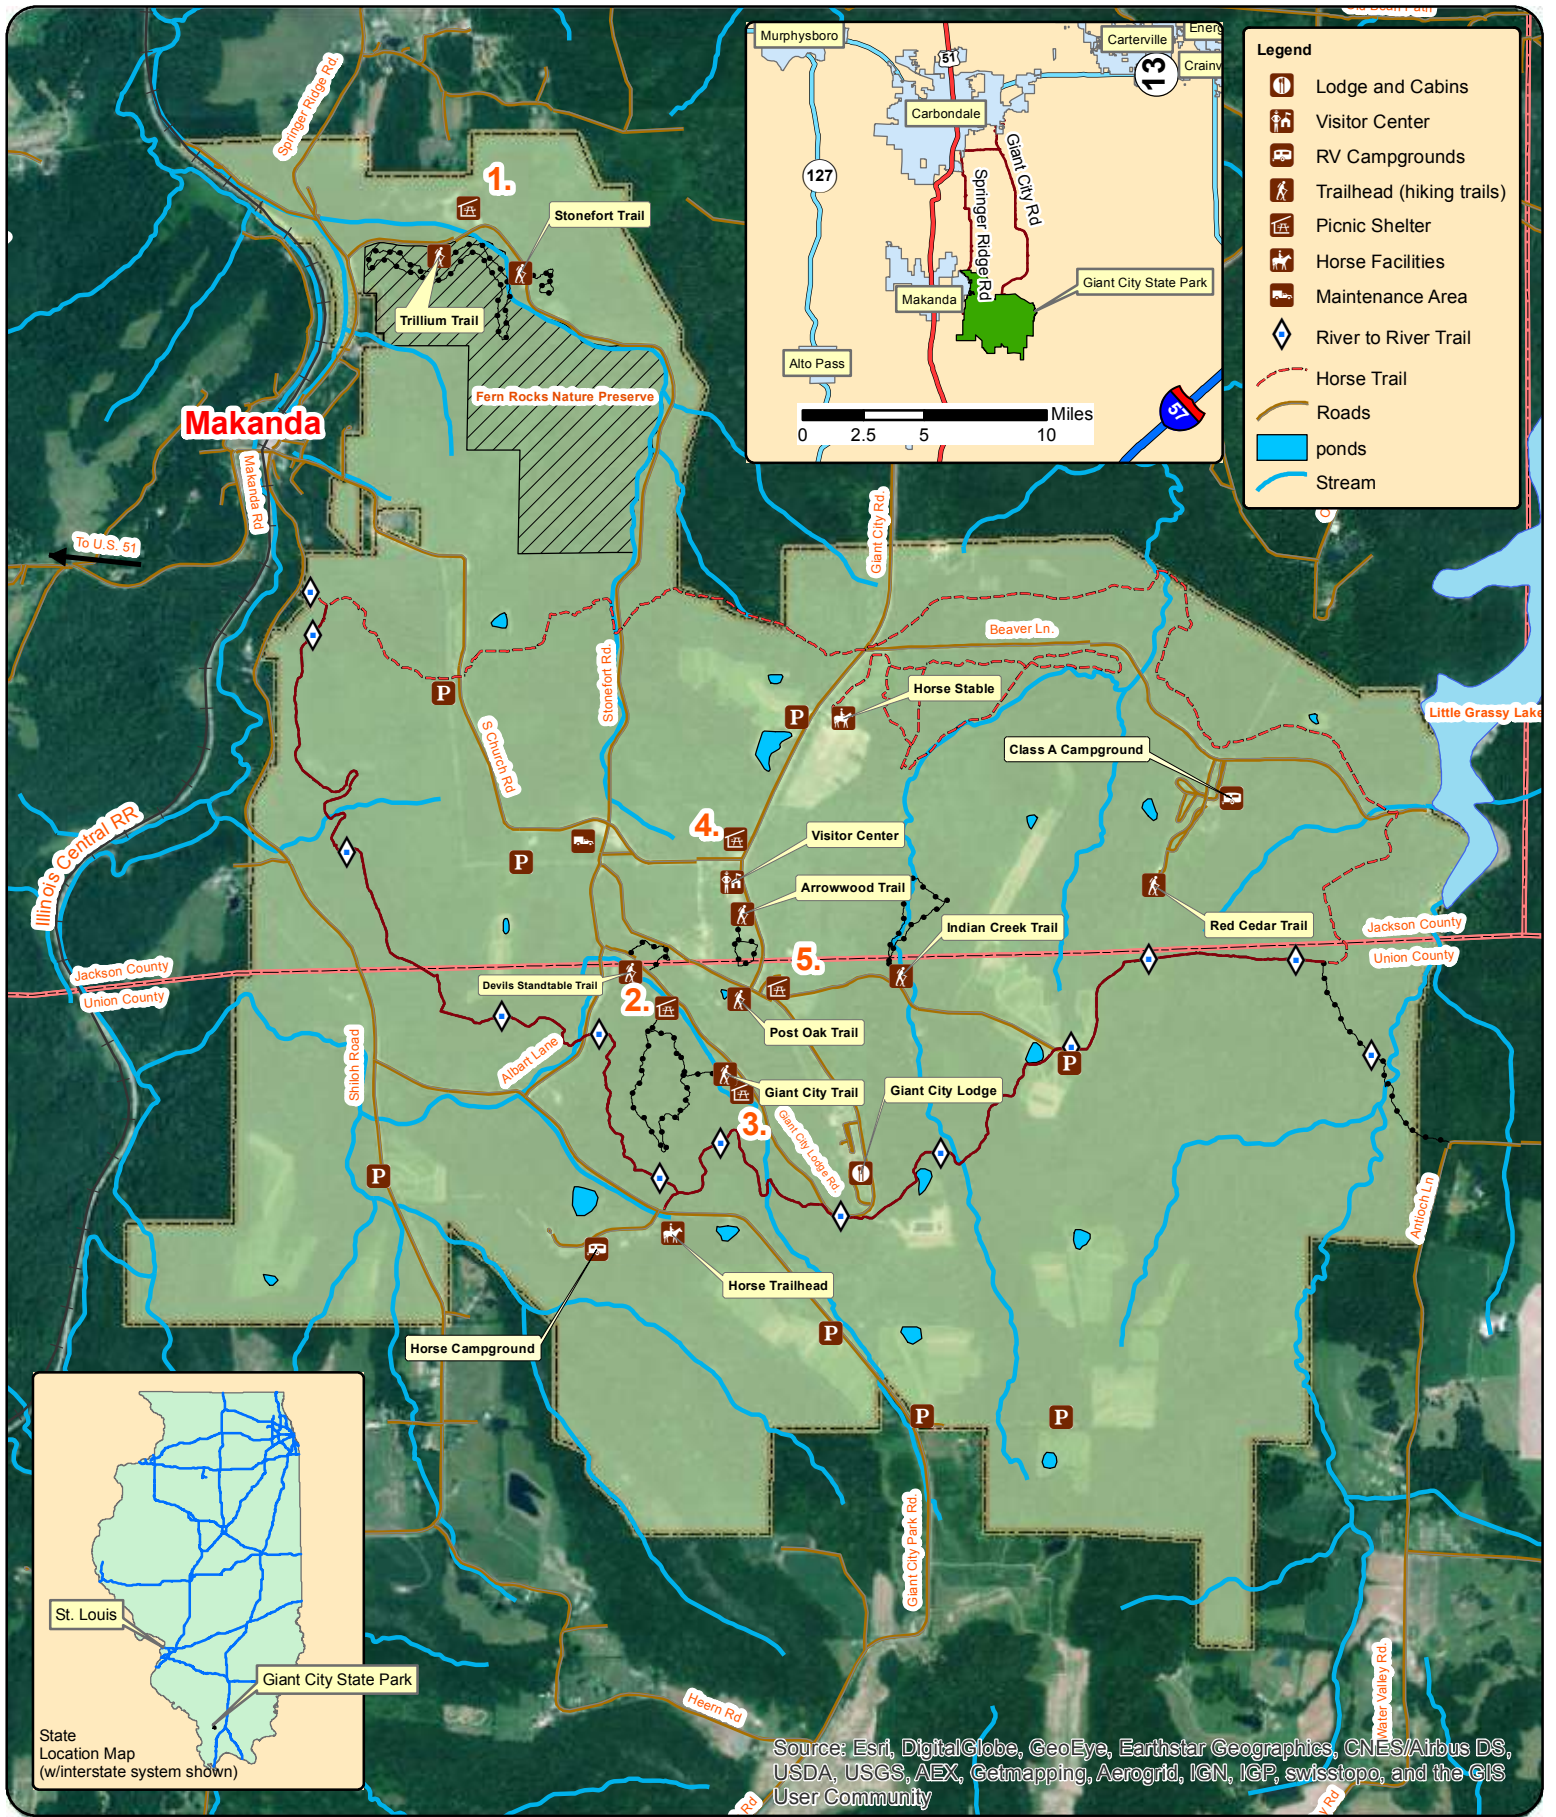 Springer Ridge Rd.
1.
Stonefort Trail
Trillium Trail
Fern Rocks Nature Preserve
Makanda
Makanda Rd
To U.S. 51
Murphysboro
Carterville
Energ
Crainv
51
13
Carbondale
127
Giant City Rd
Springer Ridge Rd
Makanda
Giant City State Park
Alto Pass
57
Miles
0 2.5 5 10
Legend
Lodge and Cabins
Visitor Center
RV Campgrounds
Trailhead (hiking trails)
Picnic Shelter
Horse Facilities
Maintenance Area
River to River Trail
Horse Trail
Roads
ponds
Stream
Giant City Rd.
Beaver Ln.
Stonefort Rd.
P
S Church Rd
P
Horse Stable
Little Grassy Lake
Class A Campground
4.
Visitor Center
P
Illinois Central RR
Arrowwood Trail
Indian Creek Trail
Red Cedar Trail
Jackson County
Union County
Jackson County
Union County
Devils Standtable Trail
5.
2.
Post Oak Trail
Albart Lane
Shiloh Road
P
Giant City Trail
Giant City Lodge
3.
Giant City Lodge Rd
P
Antioch Ln
Horse Trailhead
Horse Campground
P
P
P
Giant City Park Rd.
Water Valley Rd.
Heern Rd
St. Louis
Giant City State Park
State
Location Map
(w/interstate system shown)
Source: Esri, DigitalGlobe, GeoEye, Earthstar Geographics, CNES/Airbus DS,
USDA, USGS, AEX, Getmapping, Aerogrid, IGN, IGP, swisstopo, and the GIS
User Community
Rd
y Rd